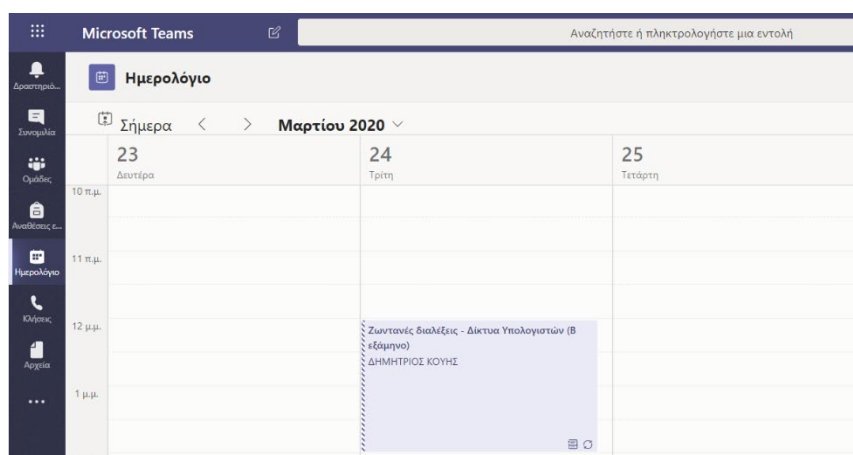 Microsoft Teams
Αναζητήστε ή πληκτρολογήστε μια εντολή
Δραστηριό...
Συνομιλία
Ομάδες
Αναθέσεις ε...
Ημερολόγιο
Κλήσεις
Αρχεία
Ημερολόγιο
Σήμερα
Μαρτίου 2020
23
Δευτέρα
24
Τρίτη
25
Τετάρτη
10 π.μ.
11 π.μ.
12 μ.μ.
1 μ.μ.
Ζωντανές διαλέξεις - Δίκτυα Υπολογιστών (Β
εξάμηνο)
ΔΗΜΗΤΡΙΟΣ ΚΟΥΗΣ